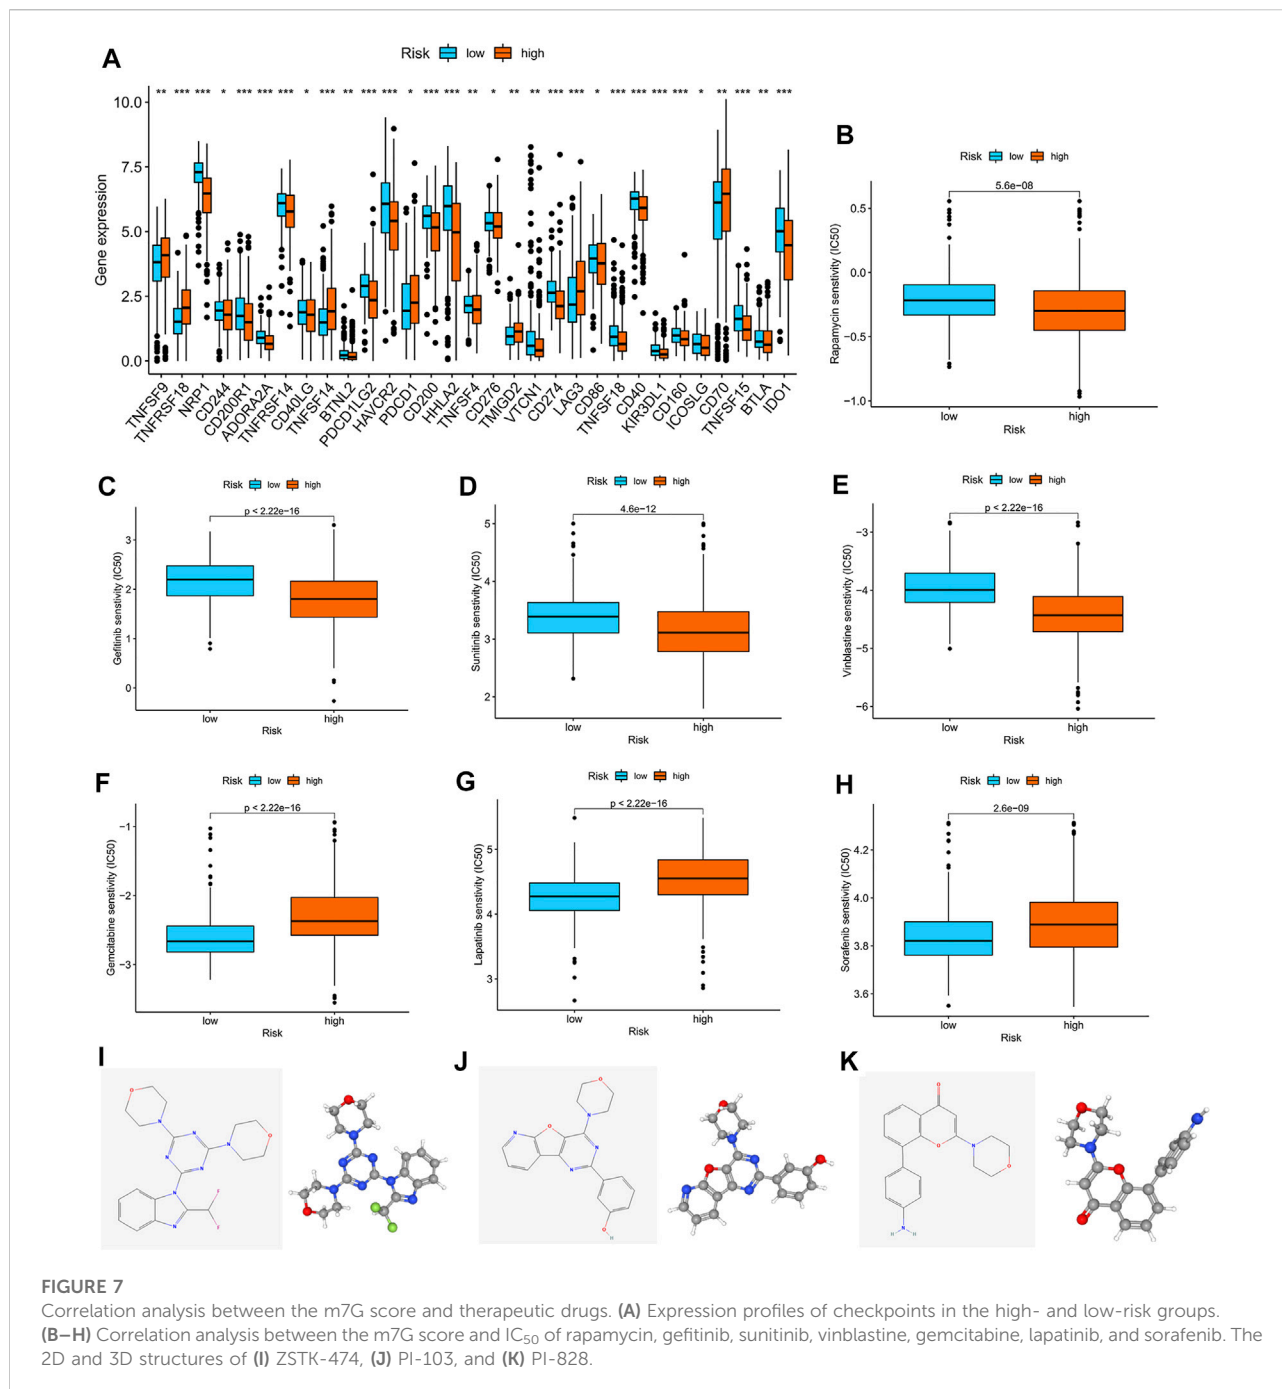 A
Risk low high
** *** *** * *** *** *** * *** ** *** *** * *** *** ** * ** ** *** *** * *** *** *** *** * ** *** ** ***
Gene expression
10.0
7.5
5.0
2.5
0.0
TNFSF9
TNFRSF18
NRP1
CD244
CD200R1
ADORA2A
TNFRSF14
CD40LG
TNFSF14
BTNL2
PDCD1LG2
HAVCR2
PDCD1
CD200
HHLA2
TNFSF4
CD276
TMIGD2
VTCN1
CD274
LAG3
CD86
TNFSF18
CD40
KIR3DL1
CD160
ICOSLG
CD70
TNFSF15
BTLA
IDO1
B
Risk low high
5.6e−08
Rapamycin senstivity (IC50)
0.5
0.0
−0.5
−1.0
low high
Risk
C
Risk low high
p < 2.22e−16
Gefitinib senstivity (IC50)
3
2
1
0
low high
Risk
D
Risk low high
4.6e−12
Sunitinib senstivity (IC50)
5
4
3
2
low high
Risk
E
Risk low high
p < 2.22e−16
Vinblastine senstivity (IC50)
−3
−4
−5
−6
low high
Risk
F
Risk low high
p < 2.22e−16
Gemcitabine senstivity (IC50)
−1
−2
−3
low high
Risk
G
Risk low high
p < 2.22e−16
Lapatinib senstivity (IC50)
5
4
3
low high
Risk
H
Risk low high
2.6e−09
Sorafenib senstivity (IC50)
4.2
4.0
3.8
3.6
low high
Risk
I
J
K
FIGURE 7
Correlation analysis between the m7G score and therapeutic drugs. (A) Expression profiles of checkpoints in the high- and low-risk groups.
(B–H) Correlation analysis between the m7G score and IC50 of rapamycin, gefitinib, sunitinib, vinblastine, gemcitabine, lapatinib, and sorafenib. The
2D and 3D structures of (I) ZSTK-474, (J) PI-103, and (K) PI-828.